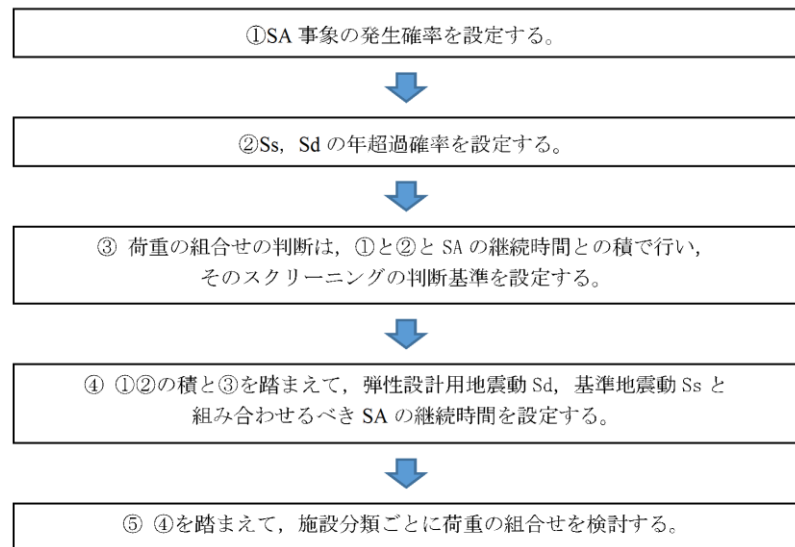 ①SA 事象の発生確率を設定する。
②Ss，Sd の年超過確率を設定する。
③ 荷重の組合せの判断は，①と②と SA の継続時間との積で行い，
そのスクリーニングの判断基準を設定する。
④ ①②の積と③を踏まえて，弾性設計用地震動 Sd，基準地震動 Ss と
組み合わせるべき SA の継続時間を設定する。
⑤ ④を踏まえて，施設分類ごとに荷重の組合せを検討する。